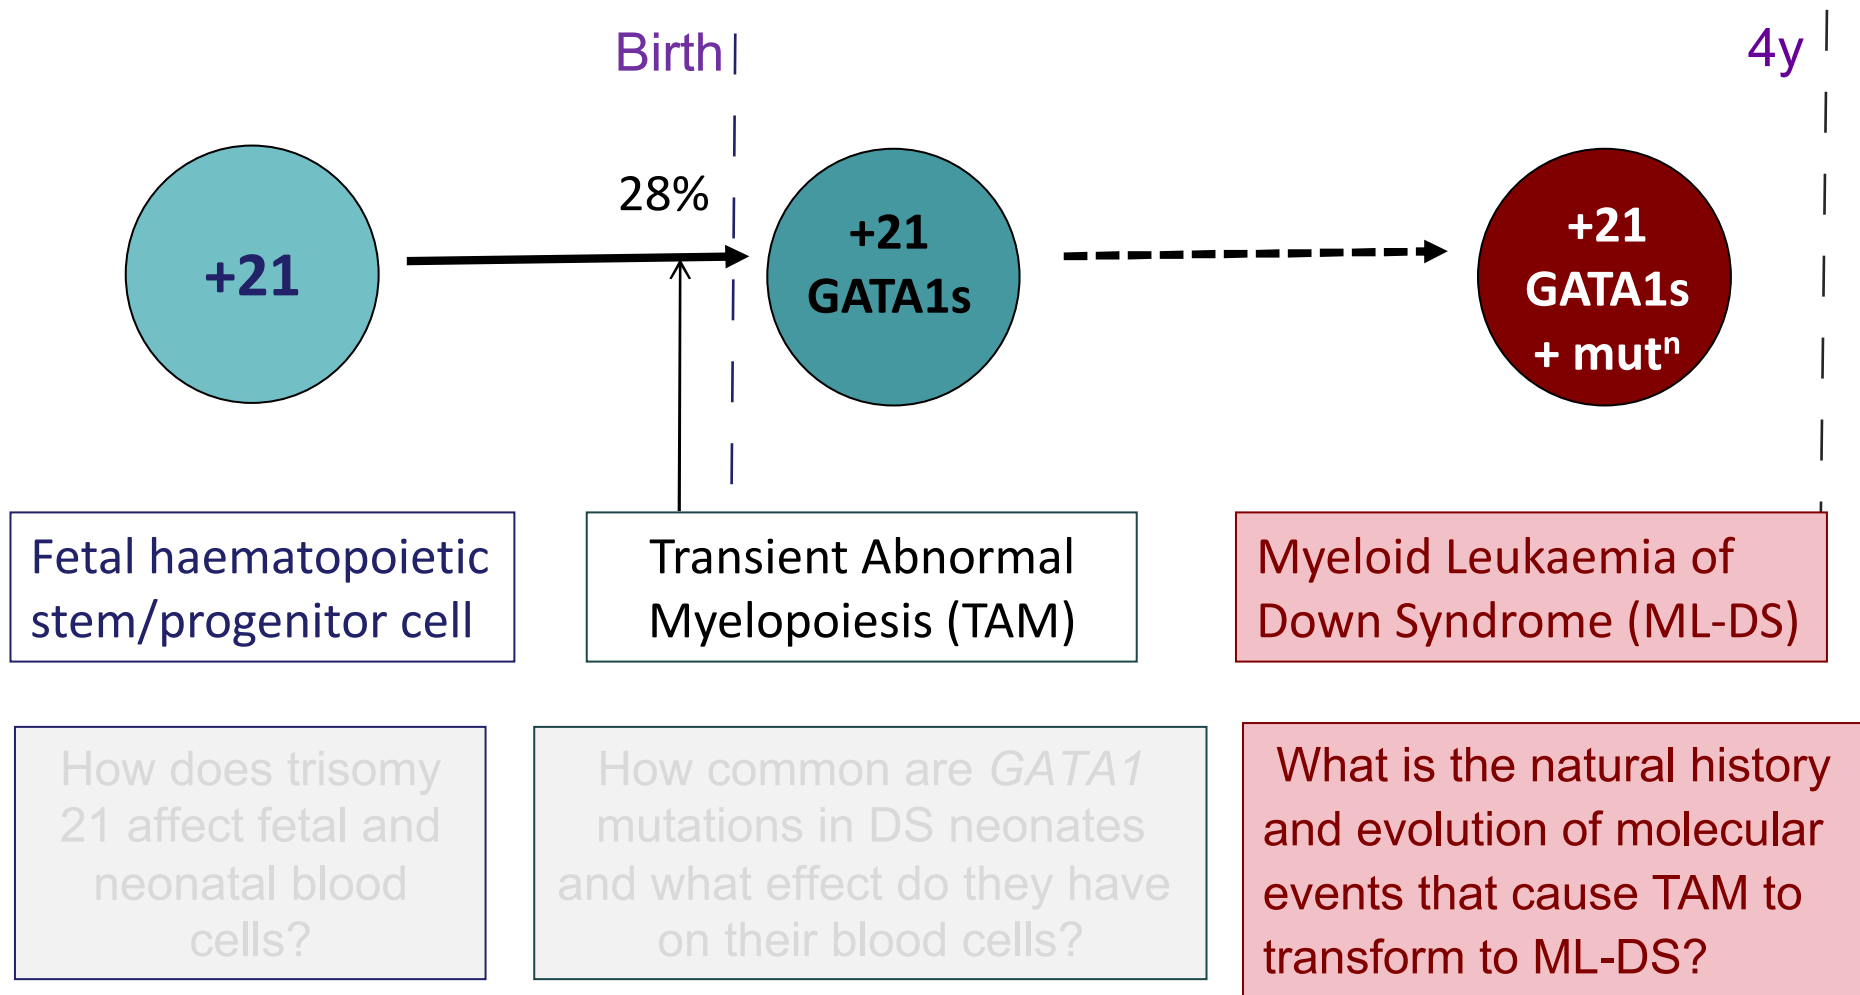 Birth
4y
28%
+21
+21
GATA1s
+21
GATA1s
+ mutⁿ
Fetal haematopoietic
stem/progenitor cell
Transient Abnormal
Myelopoiesis (TAM)
Myeloid Leukaemia of
Down Syndrome (ML-DS)
How does trisomy
21 affect fetal and
neonatal blood
cells?
How common are GATA1
mutations in DS neonates
and what effect do they have
on their blood cells?
What is the natural history
and evolution of molecular
events that cause TAM to
transform to ML-DS?